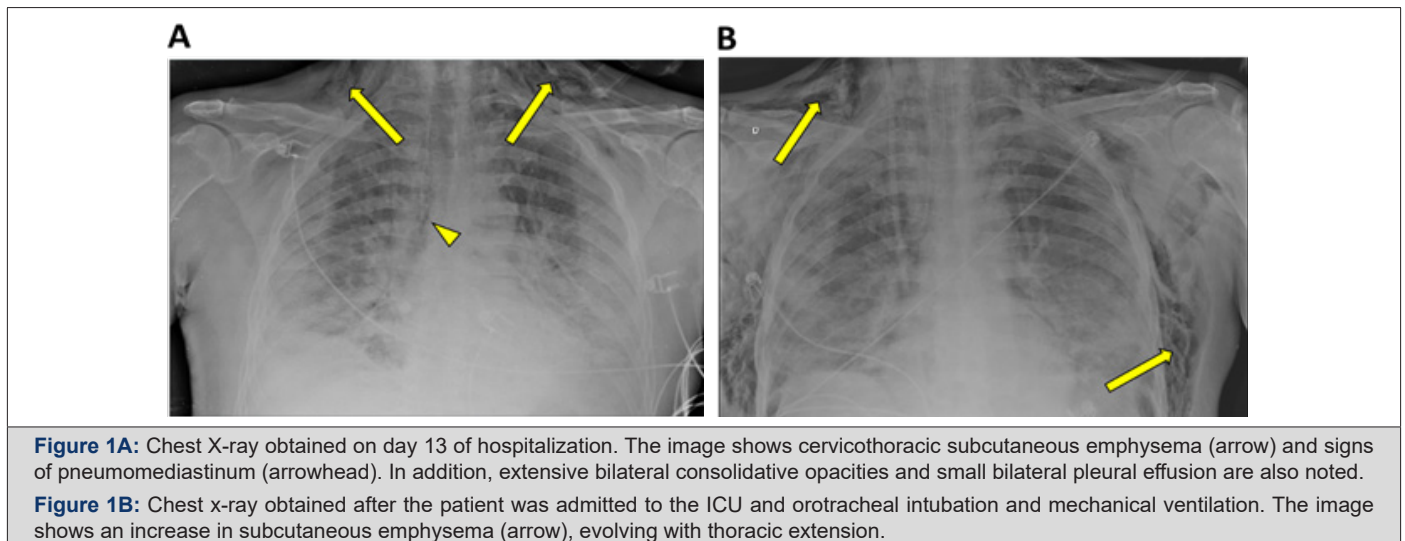 A
B
Figure 1A: Chest X-ray obtained on day 13 of hospitalization. The image shows cervicothoracic subcutaneous emphysema (arrow) and signs
of pneumomediastinum (arrowhead). In addition, extensive bilateral consolidative opacities and small bilateral pleural effusion are also noted.
Figure 1B: Chest x-ray obtained after the patient was admitted to the ICU and orotracheal intubation and mechanical ventilation. The image
shows an increase in subcutaneous emphysema (arrow), evolving with thoracic extension.